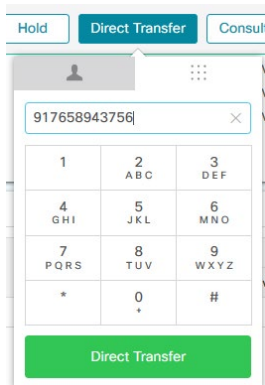 Hold Direct Transfer Consult
917658943756
1 2 3
ABC DEF
4 5 6
GHI JKL MNO
7 8 9
PQRS TUV WXYZ
* 0 #
+
Direct Transfer